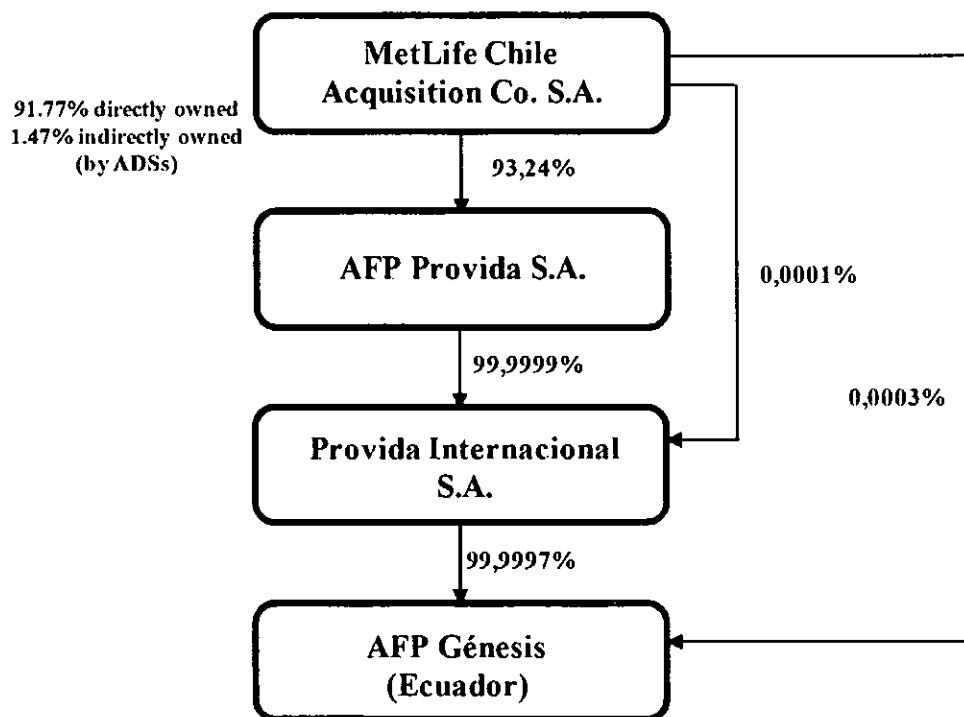 MetLife Chile
Acquisition Co. S.A.
91.77% directly owned
1.47% indirectly owned
(by ADSs)
93,24%
AFP Provida S.A.
0,0001%
99,9999%
0,0003%
Provida Internacional
S.A.
99,9997%
AFP Génesis
(Ecuador)